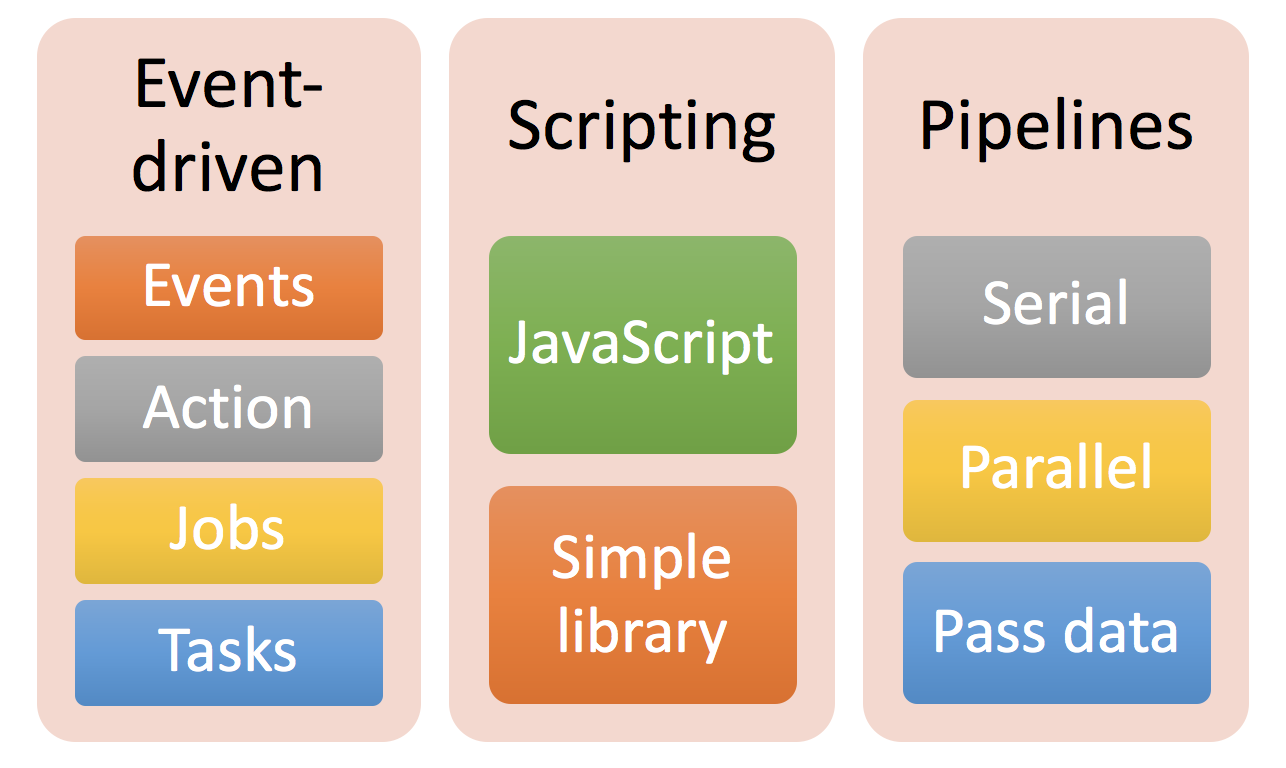 Event-
driven
Events
Action
Jobs
Tasks
Scripting
JavaScript
Simple
library
Pipelines
Serial
Parallel
Pass data